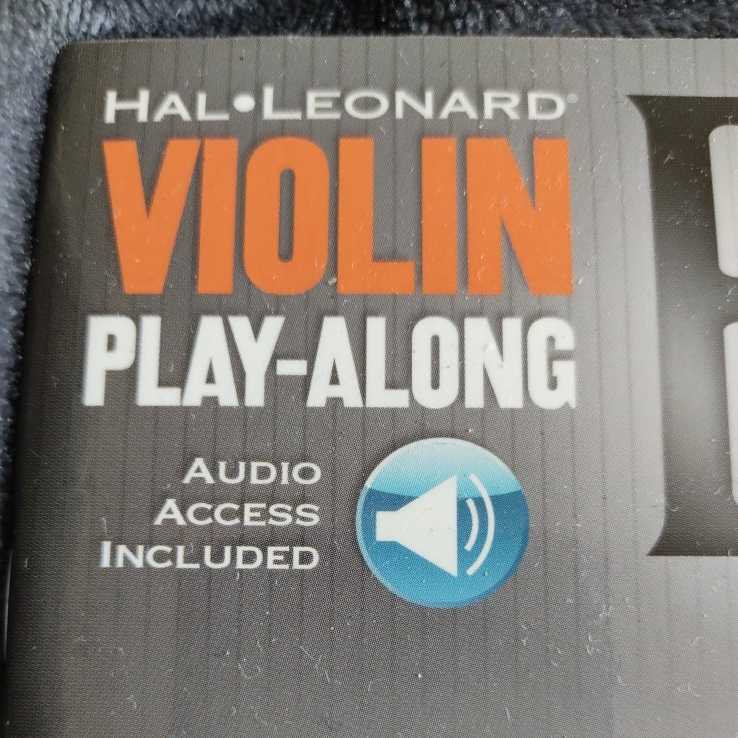 HAL•LEONARD®
VIOLIN
PLAY-ALONG
AUDIO
ACCESS
INCLUDED